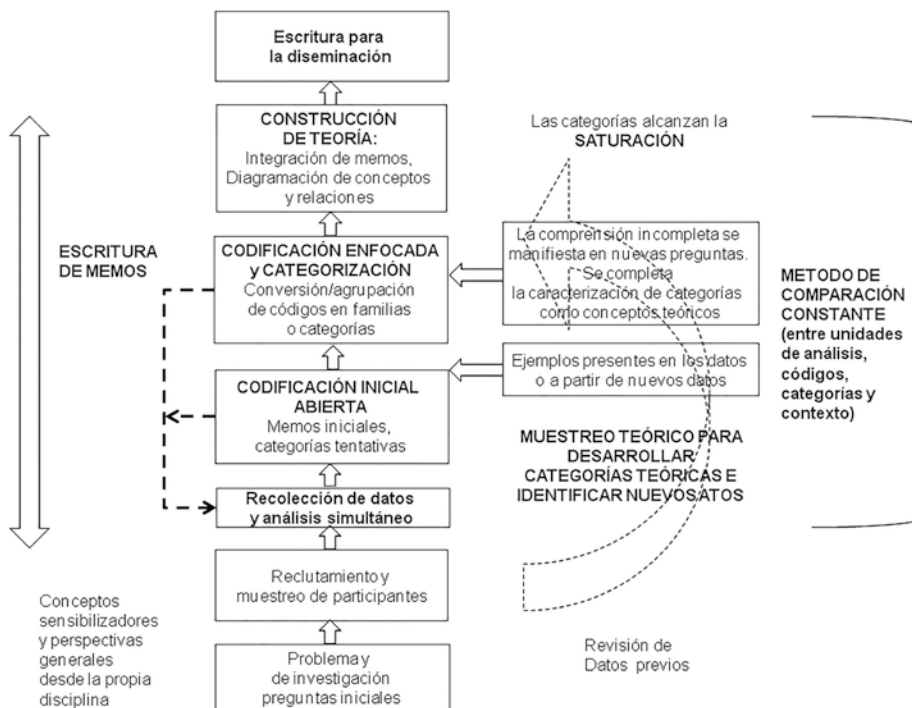 Escritura para
la diseminación
CONSTRUCCIÓN
DE TEORÍA:
Integración de memos,
Diagramación de conceptos
y relaciones
Las categorías alcanzan la
SATURACIÓN
ESCRITURA
DE MEMOS
CODIFICACIÓN ENFOCADA
y CATEGORIZACIÓN
Conversión/agrupación
de códigos en familias
o categorías
La comprensión incompleta se
manifiesta en nuevas preguntas.
Se completa
la caracterización de categorías
como conceptos teóricos
METODO DE
COMPARACIÓN
CONSTANTE
(entre unidades
de análisis,
códigos,
categorías y
contexto)
CODIFICACIÓN INICIAL
ABIERTA
Memos iniciales,
categorías tentativas
Ejemplos presentes en los datos
o a partir de nuevos datos
MUESTREO TEÓRICO PARA
DESARROLLAR
CATEGORÍAS TEÓRICAS E
IDENTIFICAR NUEVOS ATOS
Recolección de datos
y análisis simultáneo
Reclutamiento y
muestreo de participantes
Conceptos
sensibilizadores
y perspectivas
generales
desde la propia
disciplina
Problema y
de investigación
preguntas iniciales
Revisión de
Datos previos